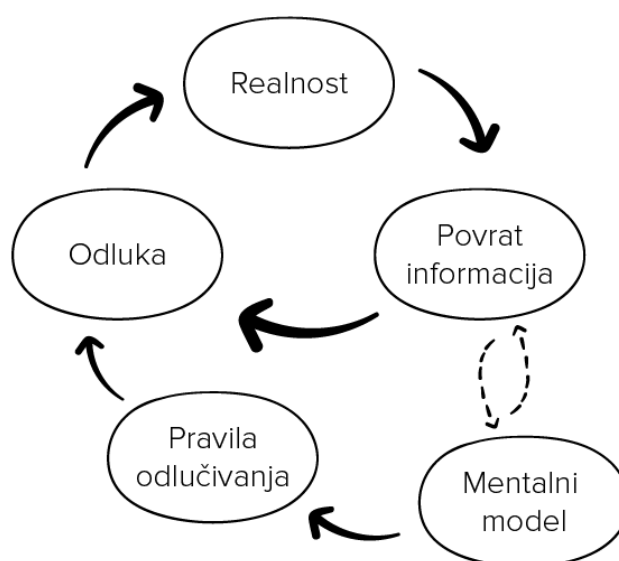 Realnost
Odluka
Povrat
informacija
Pravila
odlučivanja
Mentalni
model